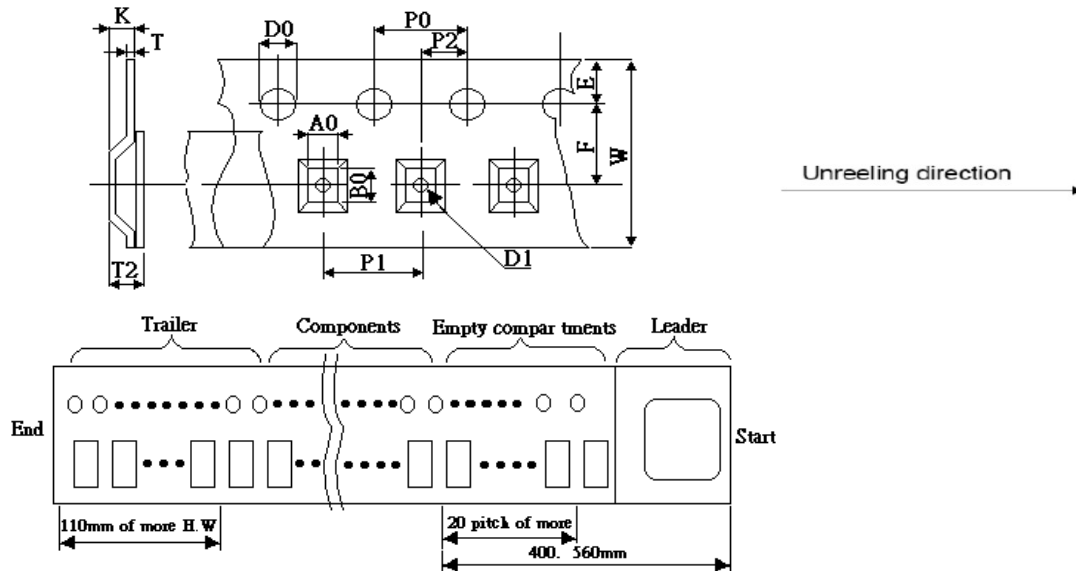 K
P0
D0
T
P2
E
A0
F
W
B0
Unreeling direction
D1
P1
T2
Trailer
Components
Empty compar tments
Leader
End
Start
110mm of more H.W
20 pitch of more
400. 560mm